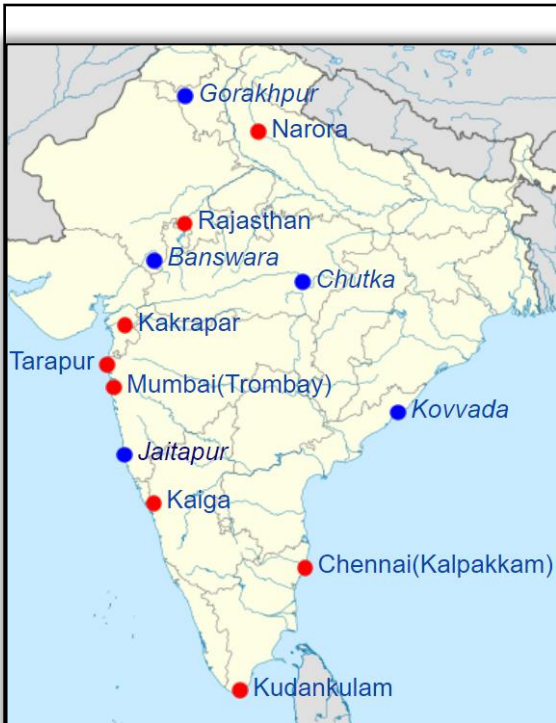 Gorakhpur
Narora
Rajasthan
Banswara
Chutka
Kakrapar
Tarapur
Mumbai(Trombay)
Kovvada
Jaitapur
Kaiga
Chennai(Kalpakkam)
Kudankulam